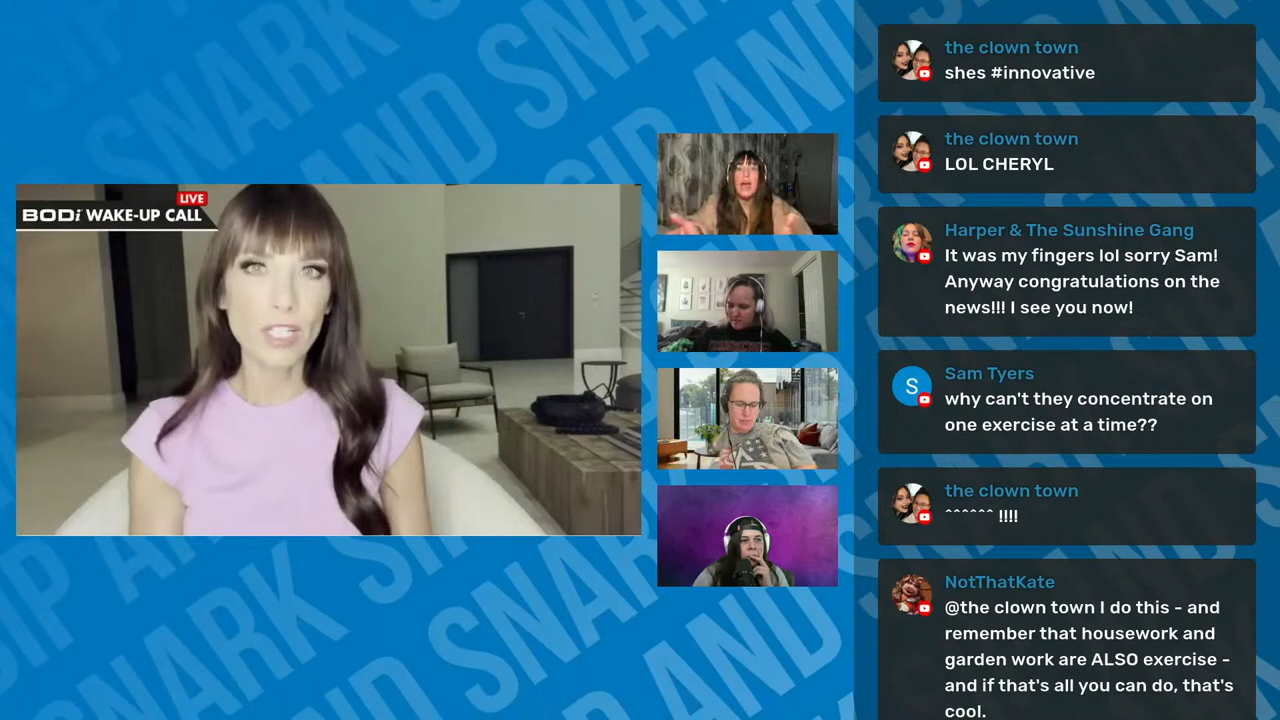 SIP AND SNARK
LIVE
BODi WAKE-UP CALL
the clown town
shes #innovative
the clown town
LOL CHERYL
Harper & The Sunshine Gang
It was my fingers lol sorry Sam!
Anyway congratulations on the
news!!! I see you now!
S
Sam Tyers
why can't they concentrate on
one exercise at a time??
the clown town
^^^^^^ !!!!
NotThatKate
@the clown town I do this - and
remember that housework and
garden work are ALSO exercise -
and if that's all you can do, that's
cool.